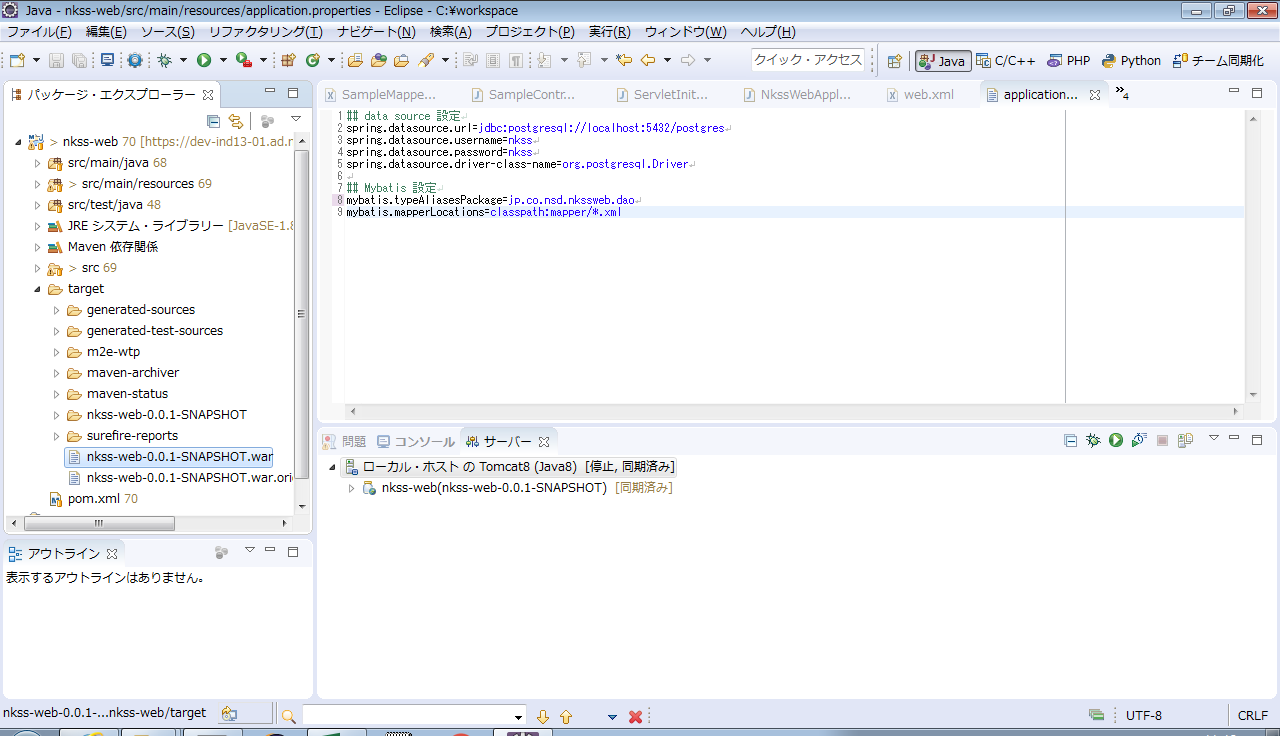 Java - nkss-web/src/main/resources/application.properties - Eclipse - C:¥workspace
ファイル(F) 編集(E) ソース(S) リファクタリング(T) ナビゲート(N) 検索(A) プロジェクト(P) 実行(R) ウィンドウ(W) ヘルプ(H)
クイック・アクセス Java C/C++ PHP Python チーム同期化
パッケージ・エクスプローラー
nkss-web 70 [https://dev-ind13-01.ad.n
src/main/java 68
> src/main/resources 69
src/test/java 48
JRE システム・ライブラリー [JavaSE-1.8
Maven 依存関係
> src 69
target
generated-sources
generated-test-sources
m2e-wtp
maven-archiver
maven-status
nkss-web-0.0.1-SNAPSHOT
surefire-reports
nkss-web-0.0.1-SNAPSHOT.war
nkss-web-0.0.1-SNAPSHOT.war.ori
pom.xml 70
SampleMappe... SampleContr... ServletInit... NkssWebAppl... web.xml application... »4
1 ## data source 設定
2 spring.datasource.url=jdbc:postgresql://localhost:5432/postgres
3 spring.datasource.username=nkss
4 spring.datasource.password=nkss
5 spring.datasource.driver-class-name=org.postgresql.Driver
6
7 ## Mybatis 設定
8 mybatis.typeAliasesPackage=jp.co.nsd.nkssweb.dao
9 mybatis.mapperLocations=classpath:mapper/*.xml
問題 コンソール サーバー
ローカル・ホスト の Tomcat8 (Java8) [停止, 同期済み]
nkss-web(nkss-web-0.0.1-SNAPSHOT) [同期済み]
アウトライン
表示するアウトラインはありません。
nkss-web-0.0.1-...nkss-web/target
UTF-8 CRLF